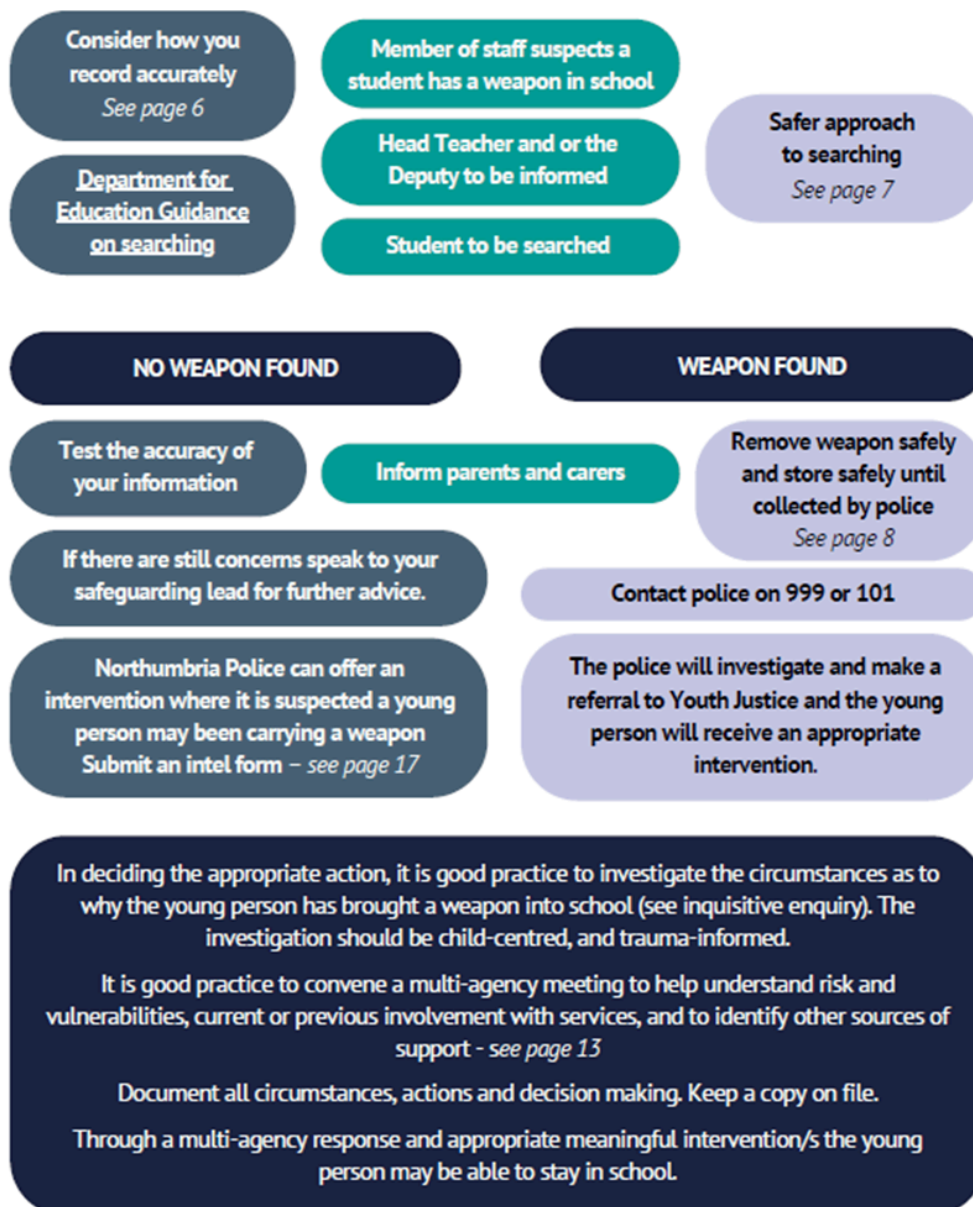 Consider how you
record accurately
See page 6
Department for
Education Guidance
on searching
Member of staff suspects a
student has a weapon in school
Head Teacher and or the
Deputy to be informed
Student to be searched
Safer approach
to searching
See page 7
NO WEAPON FOUND
WEAPON FOUND
Test the accuracy of
your information
Inform parents and carers
Remove weapon safely
and store safely until
collected by police
See page 8
If there are still concerns speak to your
safeguarding lead for further advice.
Contact police on 999 or 101
Northumbria Police can offer an
intervention where it is suspected a young
person may been carrying a weapon
Submit an intel form – see page 17
The police will investigate and make a
referral to Youth Justice and the young
person will receive an appropriate
intervention.
In deciding the appropriate action, it is good practice to investigate the circumstances as to
why the young person has brought a weapon into school (see inquisitive enquiry). The
investigation should be child-centred, and trauma-informed.
It is good practice to convene a multi-agency meeting to help understand risk and
vulnerabilities, current or previous involvement with services, and to identify other sources of
support - see page 13
Document all circumstances, actions and decision making. Keep a copy on file.
Through a multi-agency response and appropriate meaningful intervention/s the young
person may be able to stay in school.